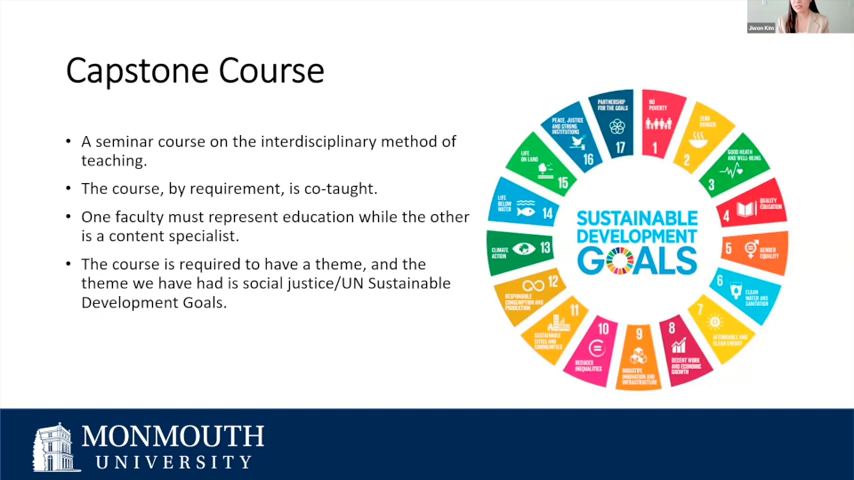 Jiwon Kim
Capstone Course
• A seminar course on the interdisciplinary method of
teaching.
• The course, by requirement, is co-taught.
• One faculty must represent education while the other
is a content specialist.
• The course is required to have a theme, and the
theme we have had is social justice/UN Sustainable
Development Goals.
SUSTAINABLE
DEVELOPMENT
GOALS
NO
POVERTY
1
ZERO
HUNGER
2
GOOD HEALTH
AND WELL-BEING
3
QUALITY
EDUCATION
4
GENDER
EQUALITY
5
CLEAN
WATER AND
SANITATION
6
AFFORDABLE AND
CLEAN ENERGY
7
DECENT WORK
AND ECONOMIC
GROWTH
8
INDUSTRY,
INNOVATION AND
INFRASTRUCTURE
9
REDUCED
INEQUALITIES
10
SUSTAINABLE
CITIES AND
COMMUNITIES
11
RESPONSIBLE
CONSUMPTION AND
PRODUCTION
12
CLIMATE
ACTION
13
LIFE
BELOW
WATER
14
LIFE
ON LAND
15
PEACE, JUSTICE
AND STRONG
INSTITUTIONS
16
PARTNERSHIP
FOR THE GOALS
17
MONMOUTH
UNIVERSITY